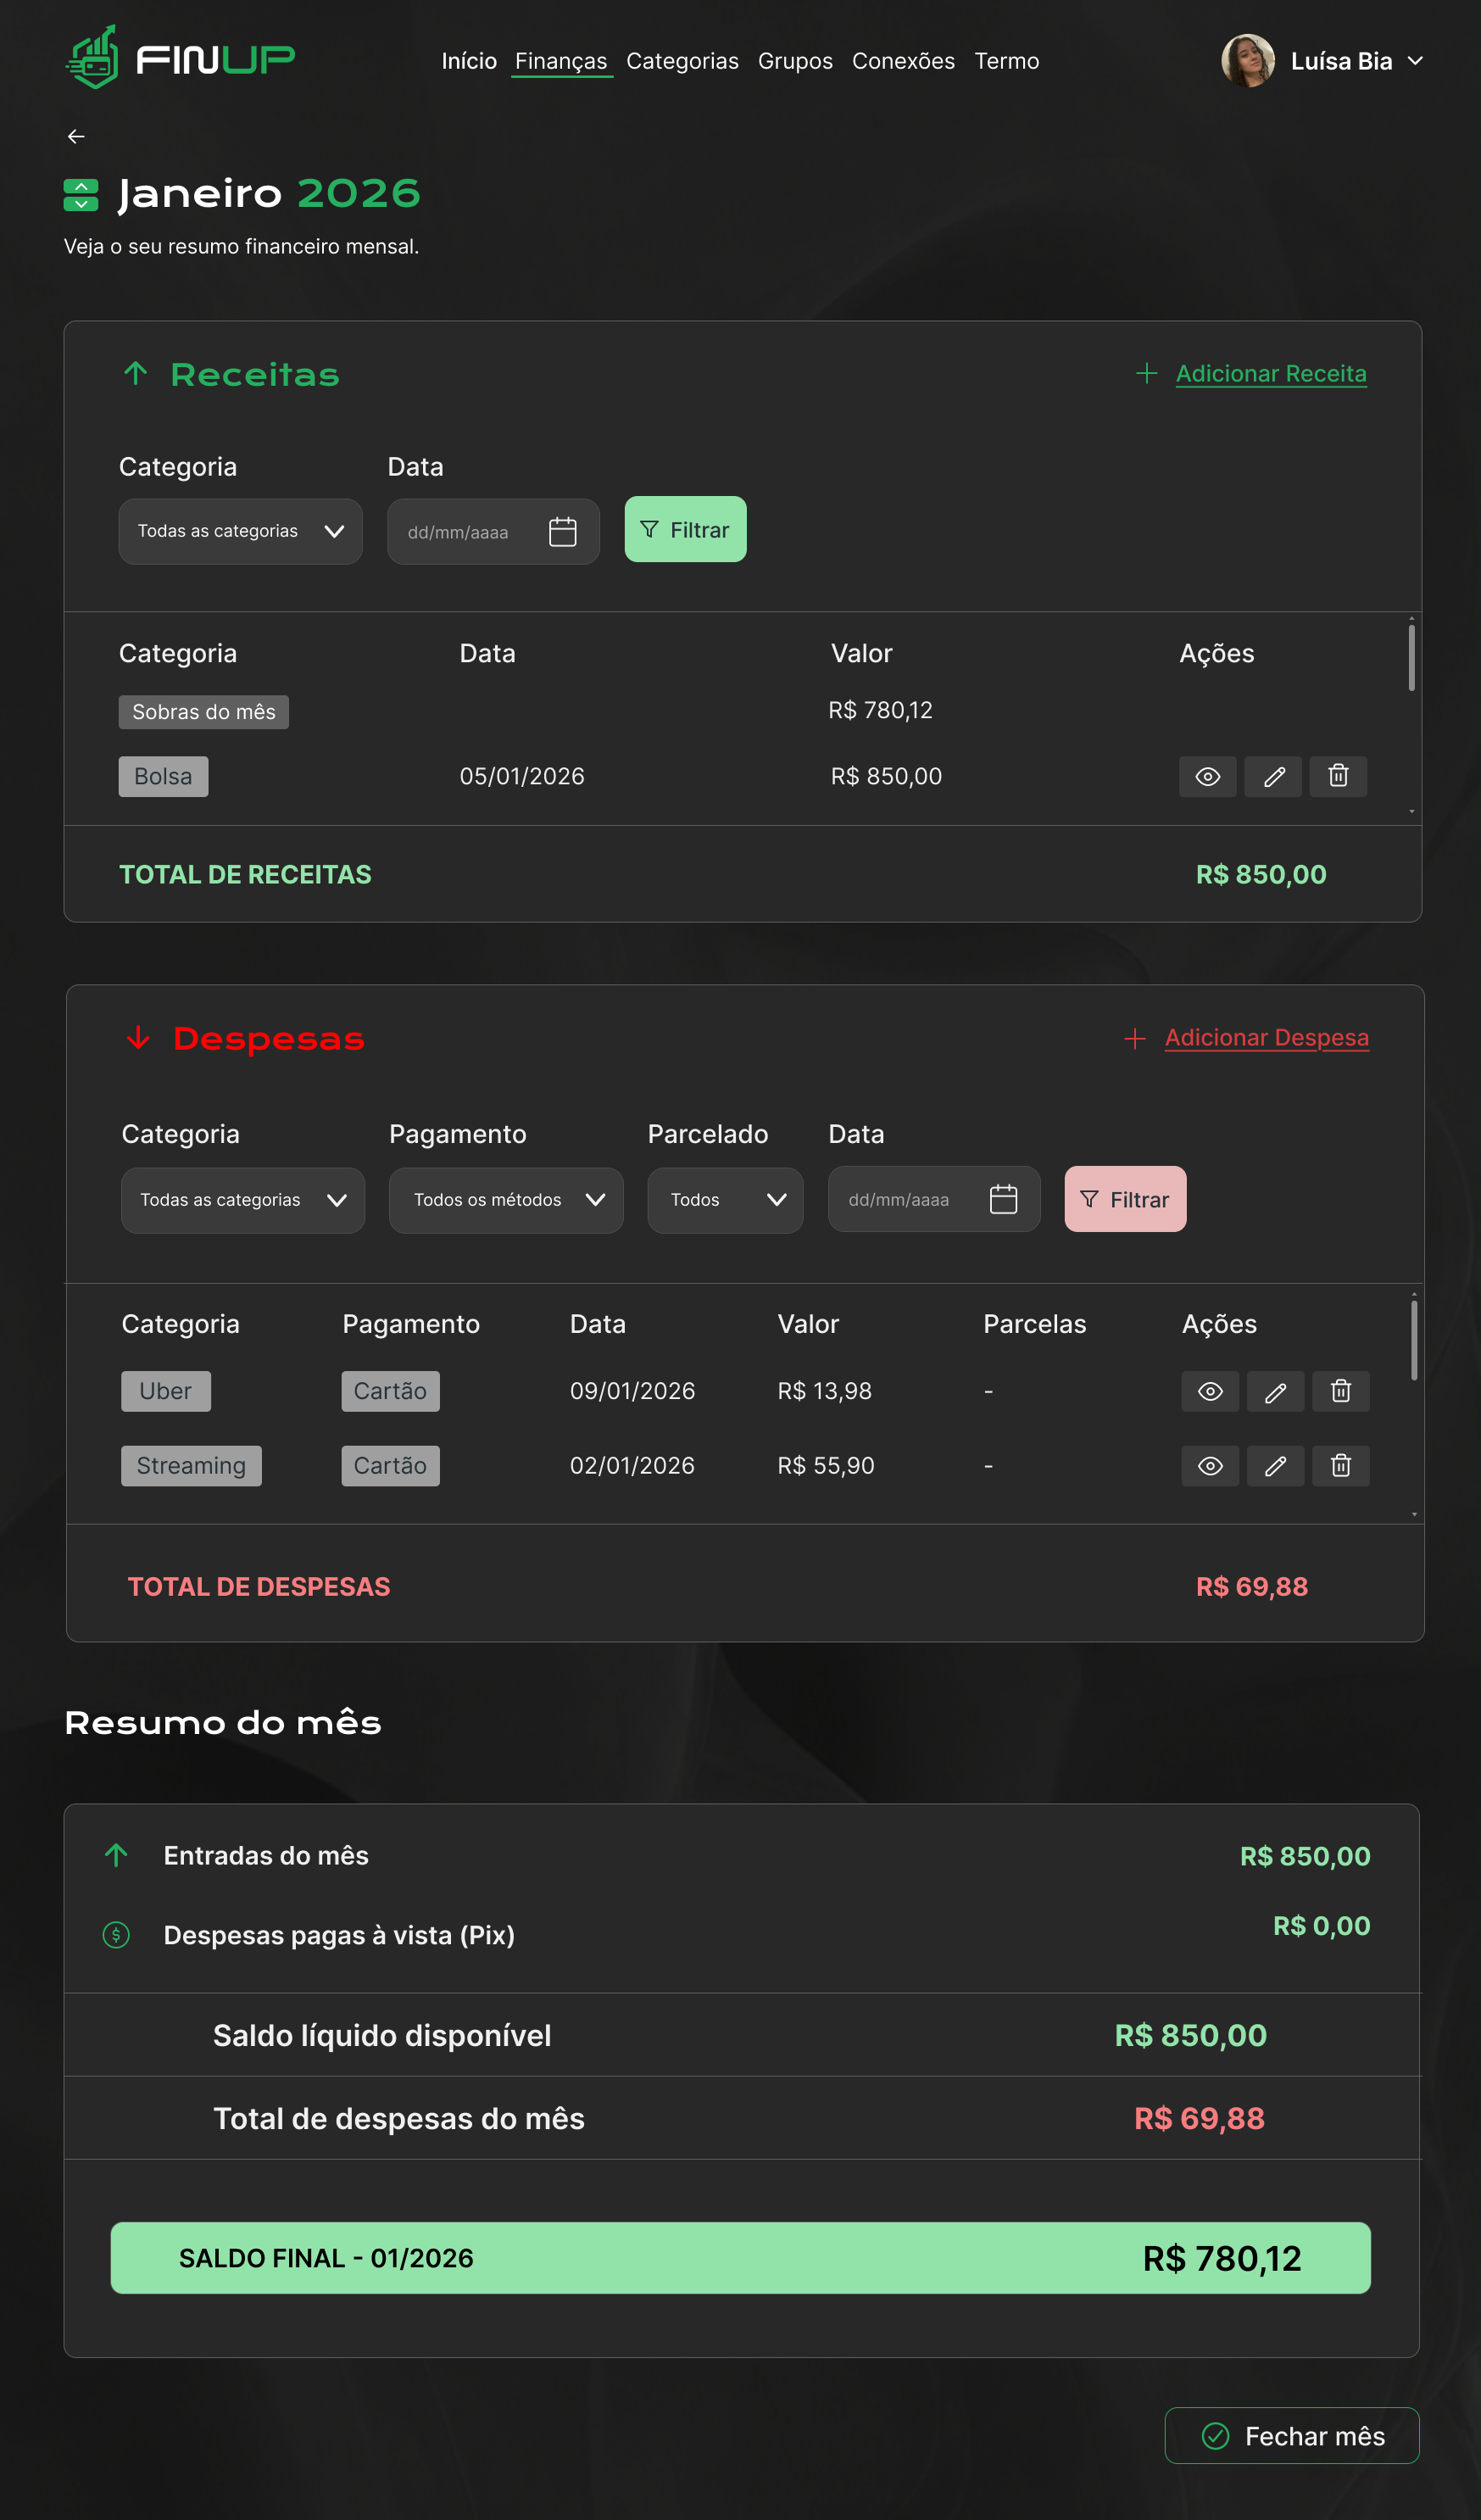 FINUP
Início Finanças Categorias Grupos Conexões Termo
Luísa Bia
Janeiro 2026
Veja o seu resumo financeiro mensal.
Receitas
Adicionar Receita
Categoria Data
Todas as categorias dd/mm/aaaa Filtrar
Categoria Data Valor Ações
Sobras do mês R$ 780,12
Bolsa 05/01/2026 R$ 850,00
TOTAL DE RECEITAS R$ 850,00
Despesas
Adicionar Despesa
Categoria Pagamento Parcelado Data
Todas as categorias Todos os métodos Todos dd/mm/aaaa Filtrar
Categoria Pagamento Data Valor Parcelas Ações
Uber Cartão 09/01/2026 R$ 13,98 -
Streaming Cartão 02/01/2026 R$ 55,90 -
TOTAL DE DESPESAS R$ 69,88
Resumo do mês
Entradas do mês R$ 850,00
Despesas pagas à vista (Pix) R$ 0,00
Saldo líquido disponível R$ 850,00
Total de despesas do mês R$ 69,88
SALDO FINAL - 01/2026 R$ 780,12
Fechar mês